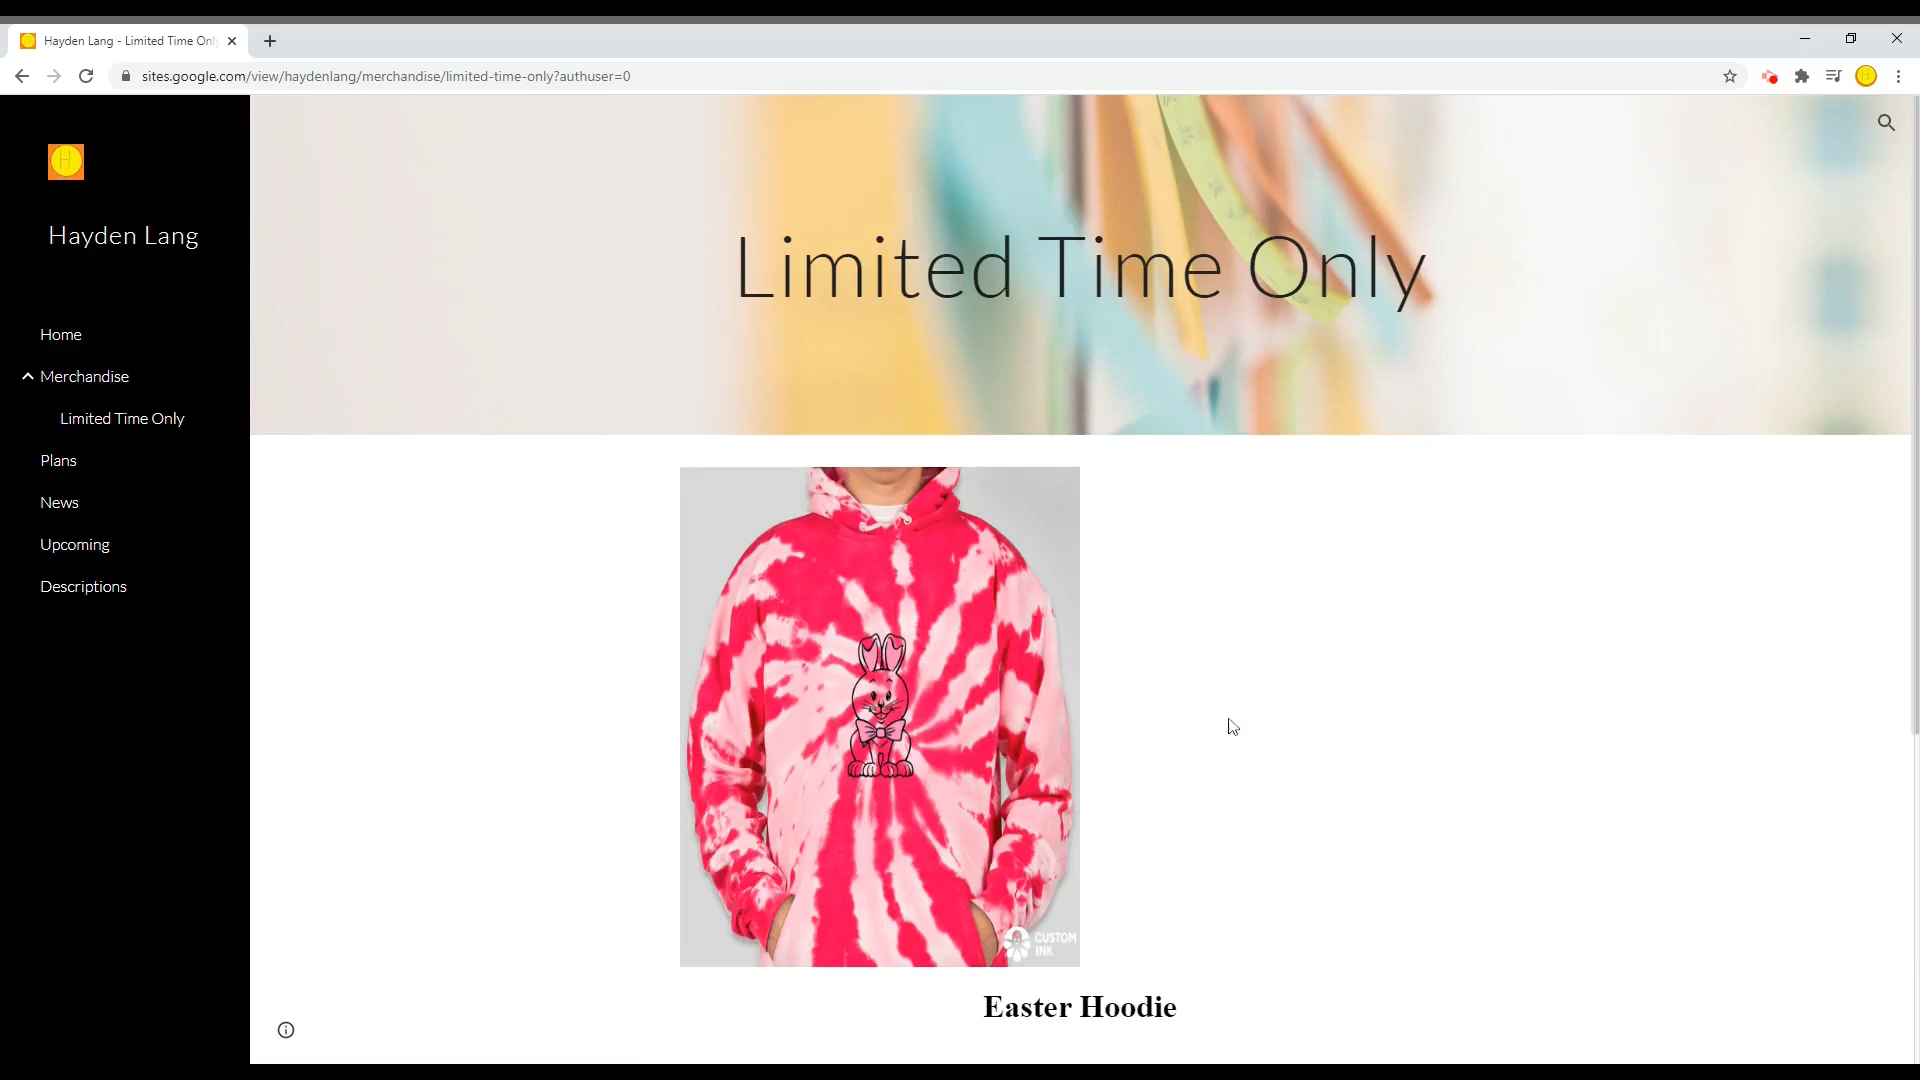 Hayden Lang - Limited Time Onl
sites.google.com/view/haydenlang/merchandise/limited-time-only?authuser=0
H
Hayden Lang
Home
Merchandise
Limited Time Only
Plans
News
Upcoming
Descriptions
Limited Time Only
CUSTOM
INK
Easter Hoodie